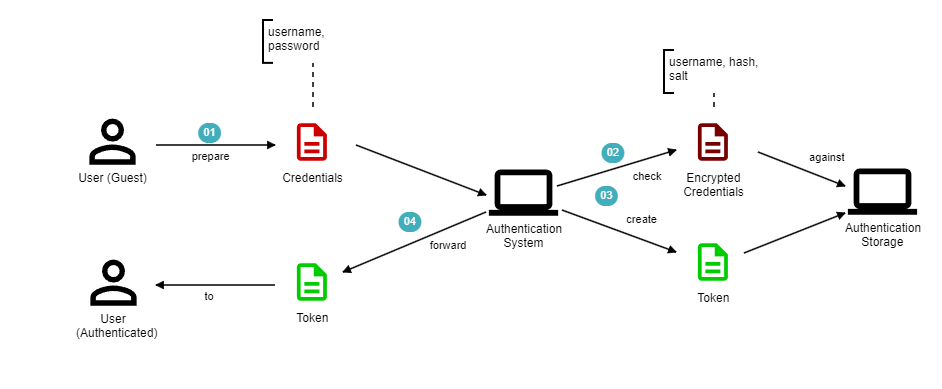 username,
password
username, hash,
salt
01
prepare
User (Guest)
Credentials
02
check
Encrypted
Credentials
against
03
create
Authentication
System
Authentication
Storage
04
forward
Token
to
User
(Authenticated)
Token